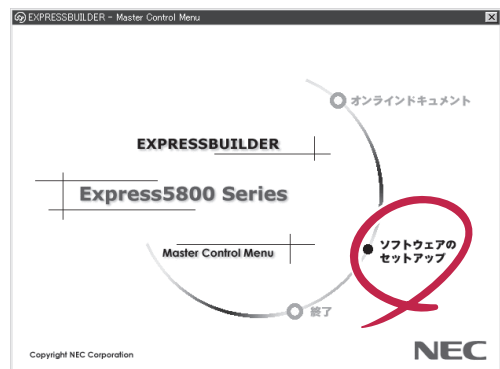 EXPRESSBUILDER - Master Control Menu
オンラインドキュメント
EXPRESSBUILDER
Express5800 Series
ソフトウェアの
セットアップ
Master Control Menu
終了
Copyright NEC Corporation
NEC